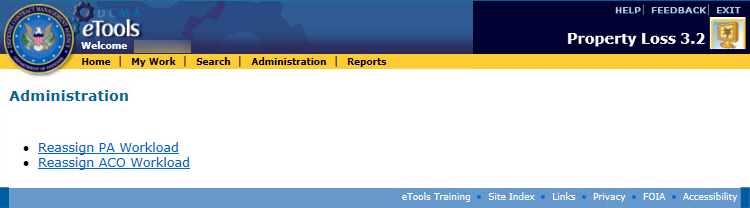 DCMA
eTools
HELP | FEEDBACK | EXIT
Welcome
Property Loss 3.2
Home | My Work | Search | Administration | Reports
Administration
• Reassign PA Workload
• Reassign ACO Workload
eTools Training • Site Index • Links • Privacy • FOIA • Accessibility